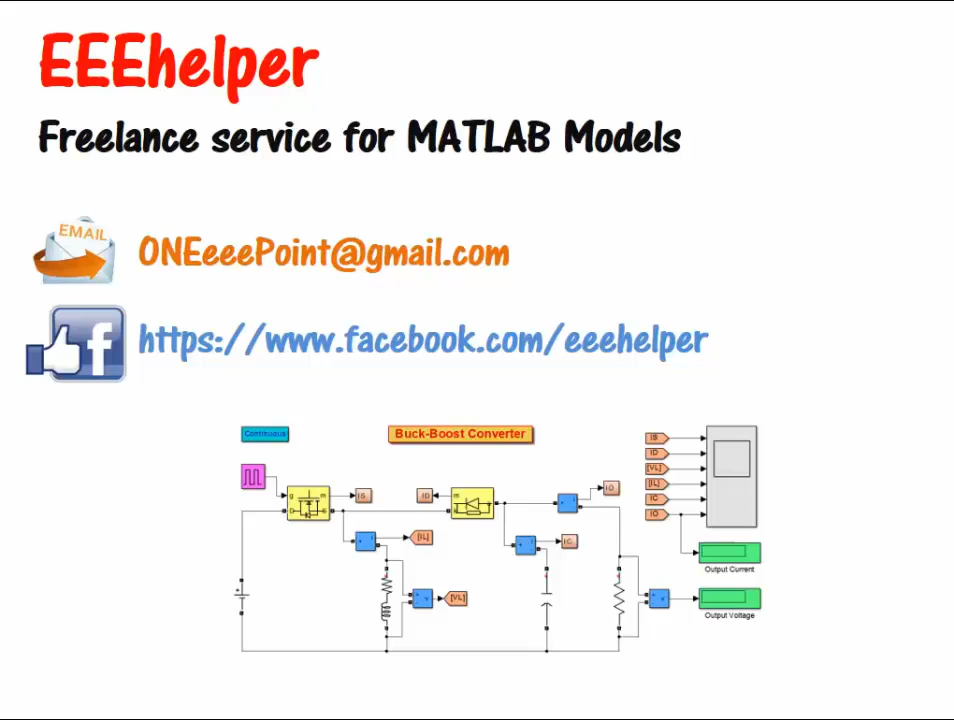 EEEhelper
Freelance service for MATLAB Models
EMAIL
ONEeeePoint@gmail.com
f
https://www.facebook.com/eeehelper
Continuous
Buck-Boost Converter
IS
ID
[VL]
[IL]
IC
IO
g m
D S
IS
ID
m
a k
+ i
IO
+ i
[IL]
+ i
IC
+ v
-
[VL]
+ v
-
Output Current
Output Voltage